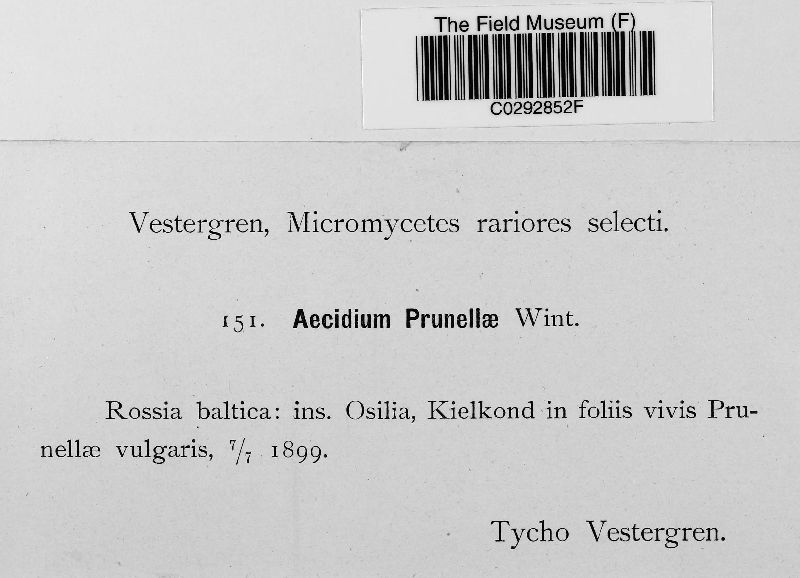 The Field Museum (F)
C0292852F
Vestergren, Micromycetes rariores selecti.
151. Aecidium Prunellæ Wint.
Rossia baltica: ins. Osilia, Kielkond in foliis vivis Pru-
nellæ vulgaris, 7/7 1899.
Tycho Vestergren.